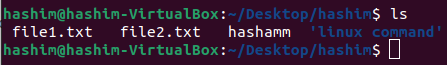 hashim@hashim-VirtualBox:~/Desktop/hashim$ ls
file1.txt file2.txt hashamm 'linux command'
hashim@hashim-VirtualBox:~/Desktop/hashim$